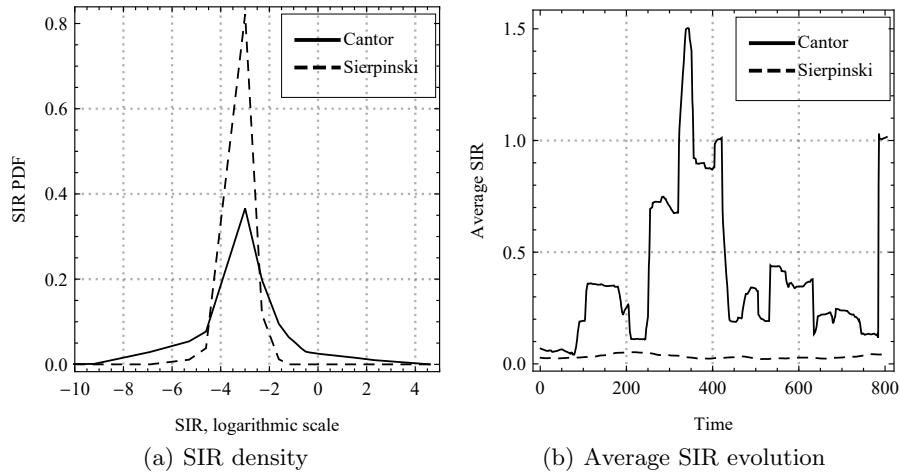 Cantor
Sierpinski
0.8
0.6
0.4
0.2
0.0
SIR PDF
−10 −8 −6 −4 −2 0 2 4
SIR, logarithmic scale
(a) SIR density
Cantor
Sierpinski
1.5
1.0
0.5
0.0
Average SIR
0 200 400 600 800
Time
(b) Average SIR evolution